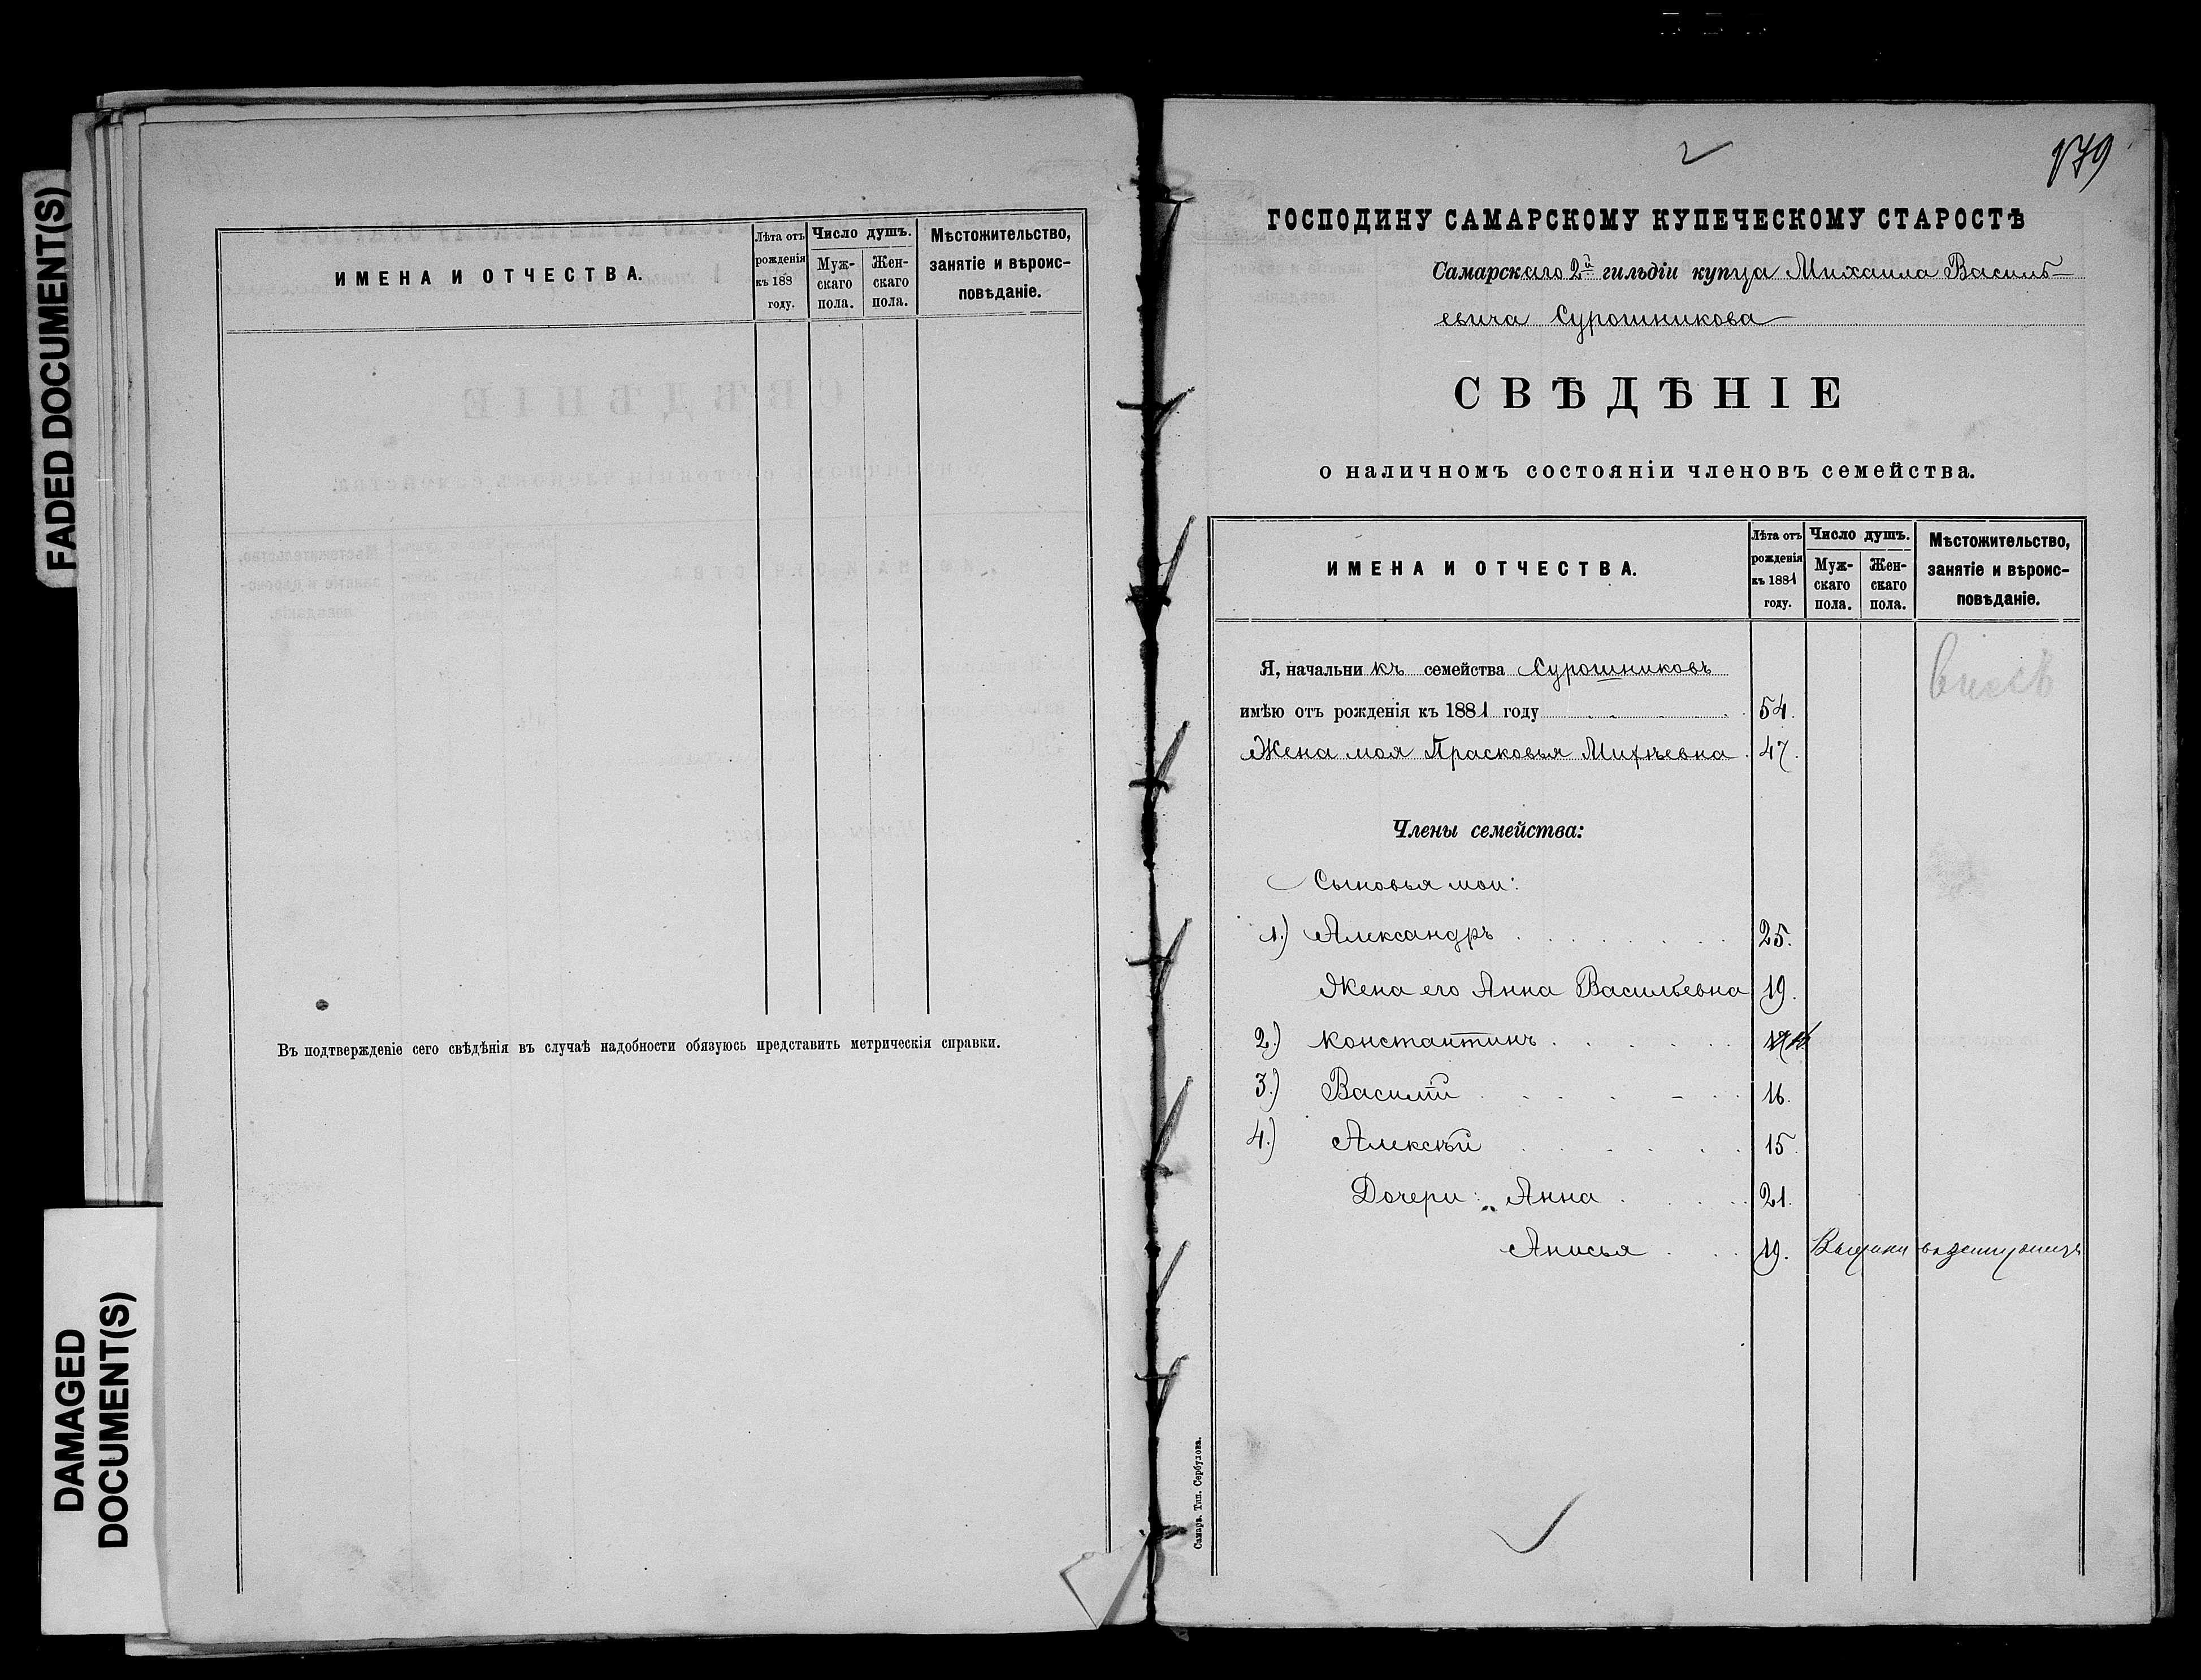 FADED DOCUMENT(S)
DAMAGED
DOCUMENT(S)
ИМЕНА И ОТЧЕСТВА.
Лѣта отъ
рожденія
къ 188
году.
Число душъ.
Муж-
скаго
пола.
Жен-
скаго
пола.
Мѣстожительство,
занятіе и вѣроис-
повѣданіе.
Въ подтвержденіе сего свѣдѣнія въ случаѣ надобности обязуюсь представить метрическія справки.
179
ГОСПОДИНУ САМАРСКОМУ КУПЕЧЕСКОМУ СТАРОСТѢ
Самарскаго 2й гильдіи купца Михаила Василь-
евича Сурошникова
СВѢДѢНІЕ
о наличномъ состояніи членовъ семейства.
ИМЕНА И ОТЧЕСТВА.
Лѣта отъ
рожденія
къ 1881
году.
Число душъ.
Муж-
скаго
пола.
Жен-
скаго
пола.
Мѣстожительство,
занятіе и вѣроис-
повѣданіе.
Я, начальникъ семейства Сурошниковъ
имѣю отъ рожденія къ 1881 году 54.
Жена моя Прасковья Михѣевна 47.
Члены семейства:
Сыновья мои:
1.) Александръ 25.
Жена его Анна Васильевна 19.
2.) Константинъ
3.) Василій 16.
4.) Алексѣй 15.
Дочери: Анна 21.
Анисья 19.
Самара. Тип. Сербулова.